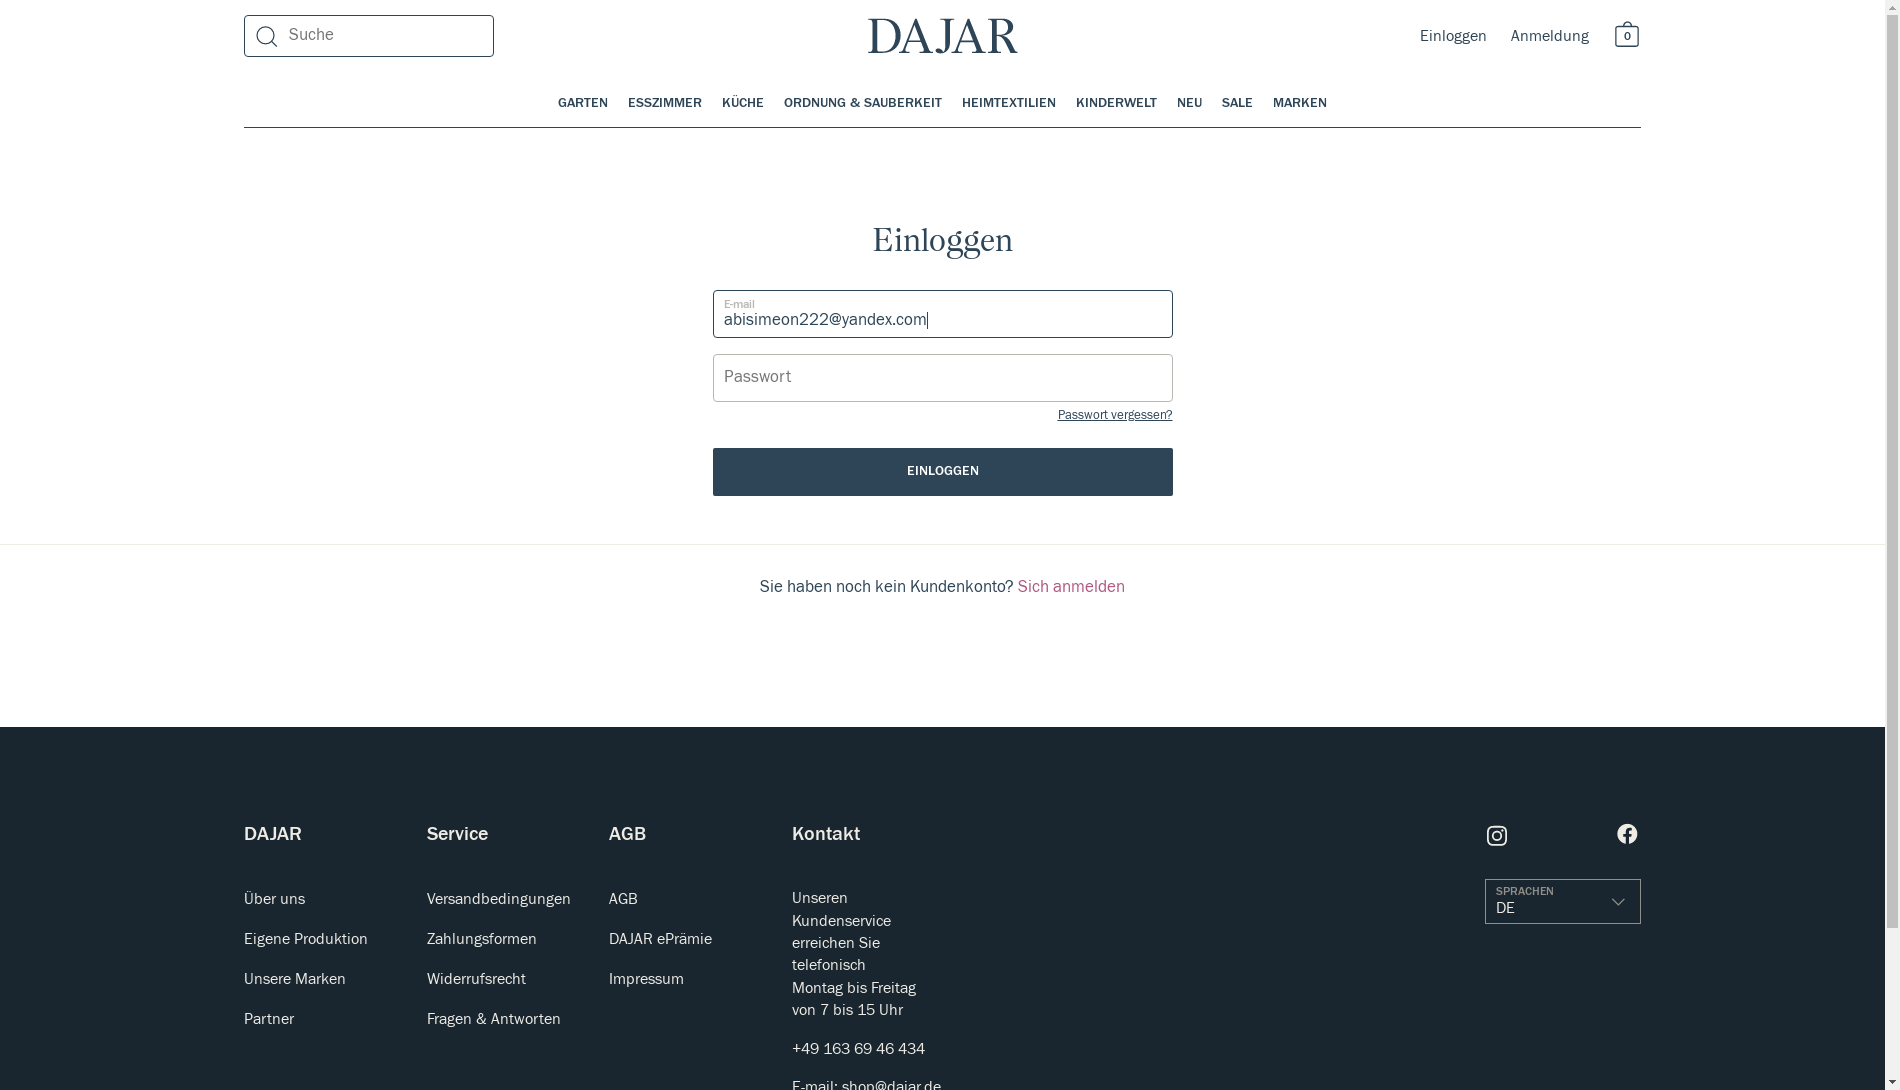 Suche
DAJAR
Einloggen
Anmeldung
0
GARTEN ESSZIMMER KÜCHE ORDNUNG & SAUBERKEIT HEIMTEXTILIEN KINDERWELT NEU SALE MARKEN
Einloggen
E-mail
abisimeon222@yandex.com
Passwort
Passwort vergessen?
EINLOGGEN
Sie haben noch kein Kundenkonto? Sich anmelden
DAJAR
Über uns
Eigene Produktion
Unsere Marken
Partner
Service
Versandbedingungen
Zahlungsformen
Widerrufsrecht
Fragen & Antworten
AGB
AGB
DAJAR ePrämie
Impressum
Kontakt
Unseren
Kundenservice
erreichen Sie
telefonisch
Montag bis Freitag
von 7 bis 15 Uhr
+49 163 69 46 434
E-mail: shop@dajar.de
SPRACHEN
DE